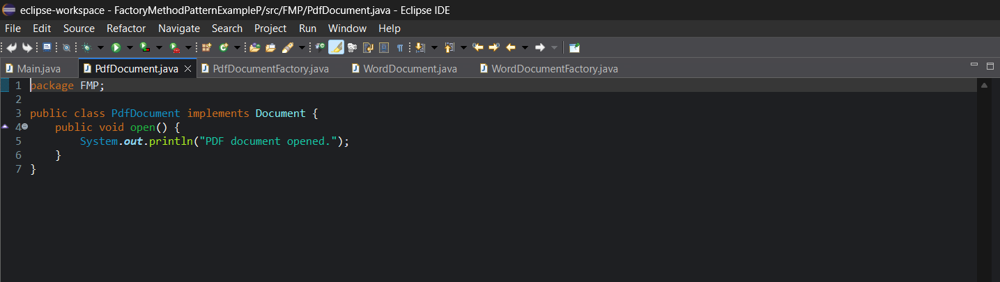 eclipse-workspace - FactoryMethodPatternExampleP/src/FMP/PdfDocument.java - Eclipse IDE
File Edit Source Refactor Navigate Search Project Run Window Help
Main.java PdfDocument.java PdfDocumentFactory.java WordDocument.java WordDocumentFactory.java
1 package FMP;
2
3 public class PdfDocument implements Document {
4 public void open() {
5 System.out.println("PDF document opened.");
6 }
7 }